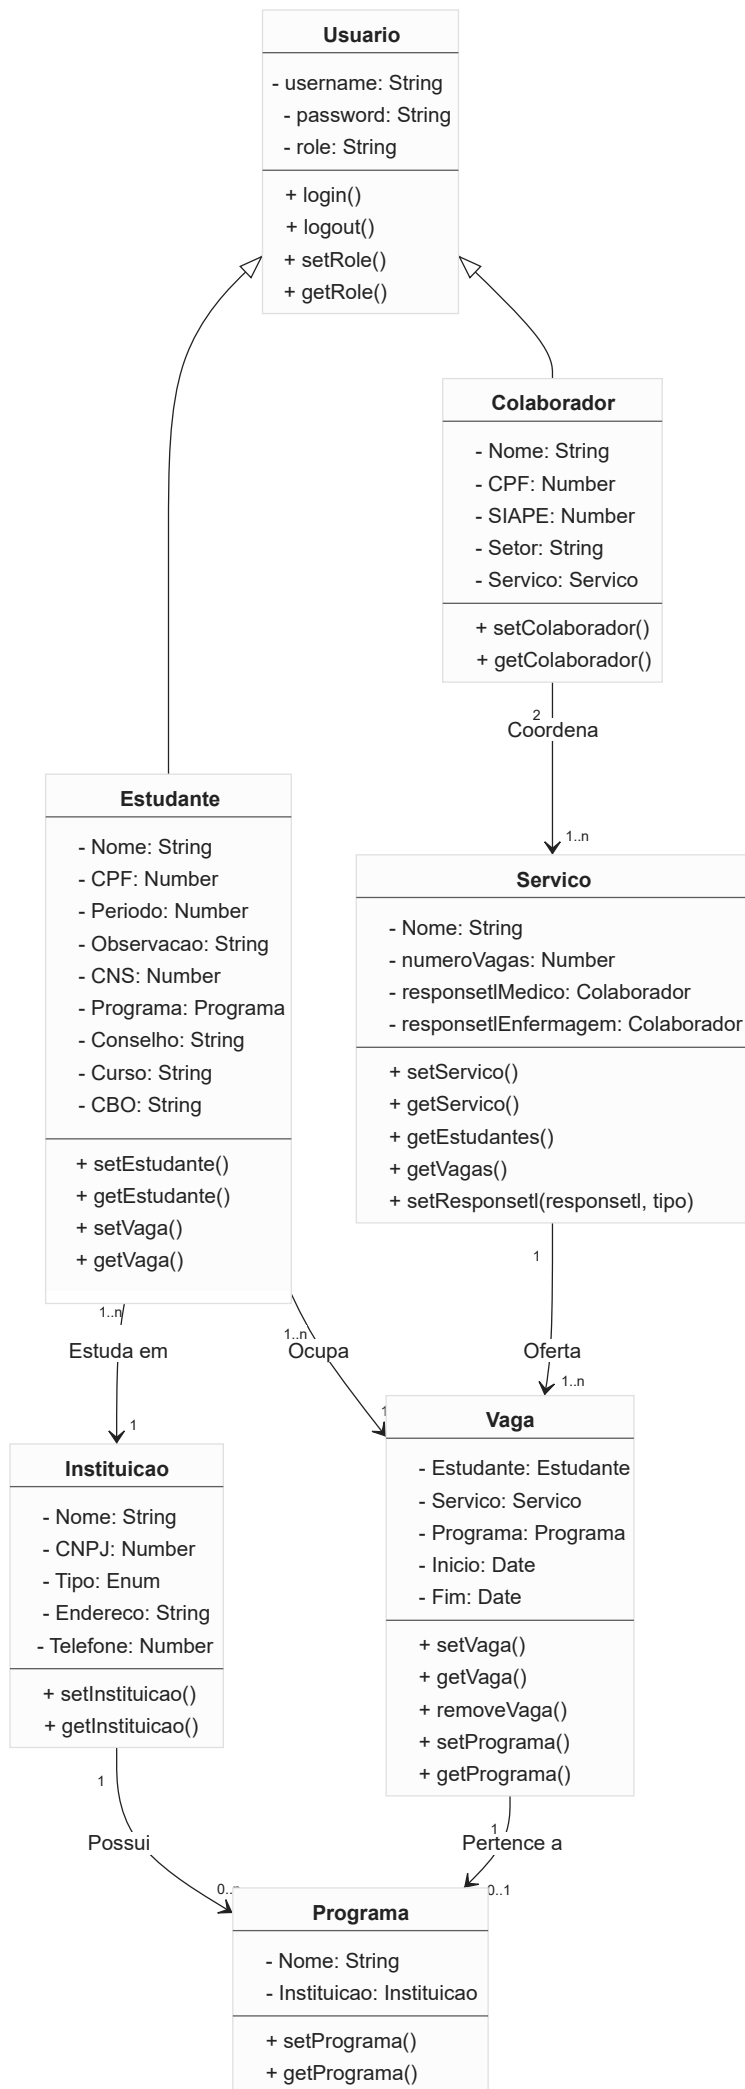 Usuario
- username: String
- password: String
- role: String
+ login()
+ logout()
+ setRole()
+ getRole()
Colaborador
- Nome: String
- CPF: Number
- SIAPE: Number
- Setor: String
- Servico: Servico
+ setColaborador()
+ getColaborador()
2
Coordena
1..n
Estudante
- Nome: String
- CPF: Number
- Periodo: Number
- Observacao: String
- CNS: Number
- Programa: Programa
- Conselho: String
- Curso: String
- CBO: String
+ setEstudante()
+ getEstudante()
+ setVaga()
+ getVaga()
Servico
- Nome: String
- numeroVagas: Number
- responsetlMedico: Colaborador
- responsetlEnfermagem: Colaborador
+ setServico()
+ getServico()
+ getEstudantes()
+ getVagas()
+ setResponsetl(responsetl, tipo)
1..n
Estuda em
1
1..n
Ocupa
1
1
Oferta
1..n
Instituicao
- Nome: String
- CNPJ: Number
- Tipo: Enum
- Endereco: String
- Telefone: Number
+ setInstituicao()
+ getInstituicao()
Vaga
- Estudante: Estudante
- Servico: Servico
- Programa: Programa
- Inicio: Date
- Fim: Date
+ setVaga()
+ getVaga()
+ removeVaga()
+ setPrograma()
+ getPrograma()
1
Possui
0..n
1
Pertence a
0..1
Programa
- Nome: String
- Instituicao: Instituicao
+ setPrograma()
+ getPrograma()